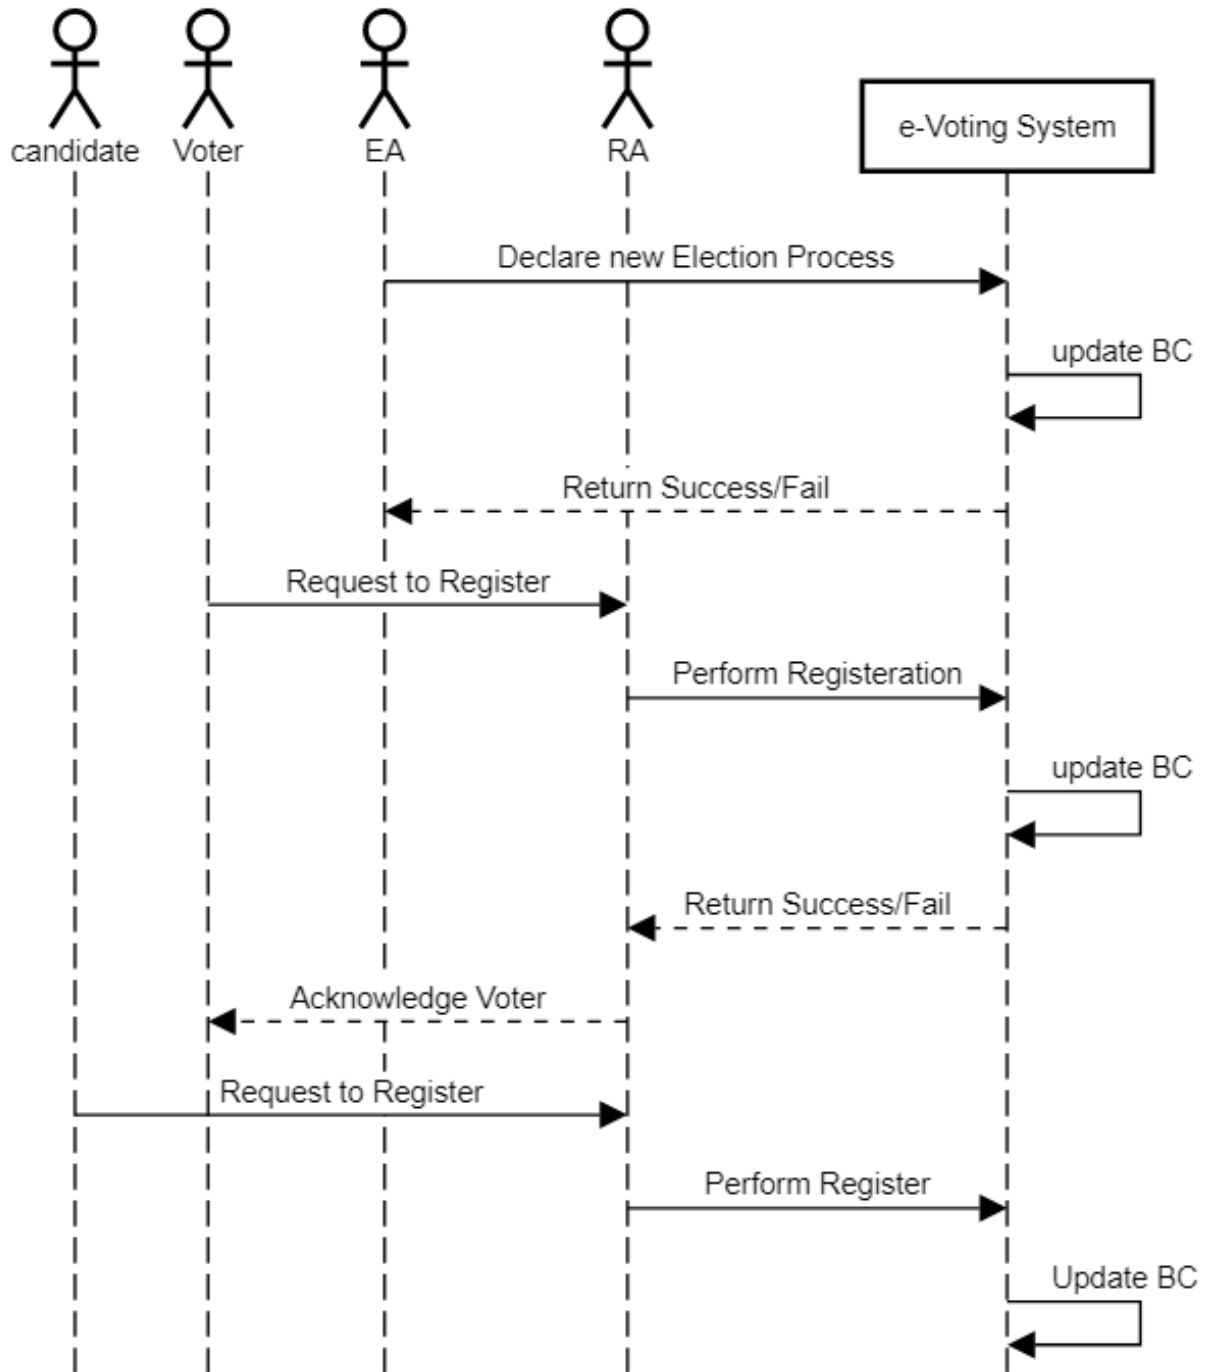 candidate
Voter
EA
RA
e-Voting System
Declare new Election Process
update BC
Return Success/Fail
Request to Register
Perform Registeration
update BC
Return Success/Fail
Acknowledge Voter
Request to Register
Perform Register
Update BC